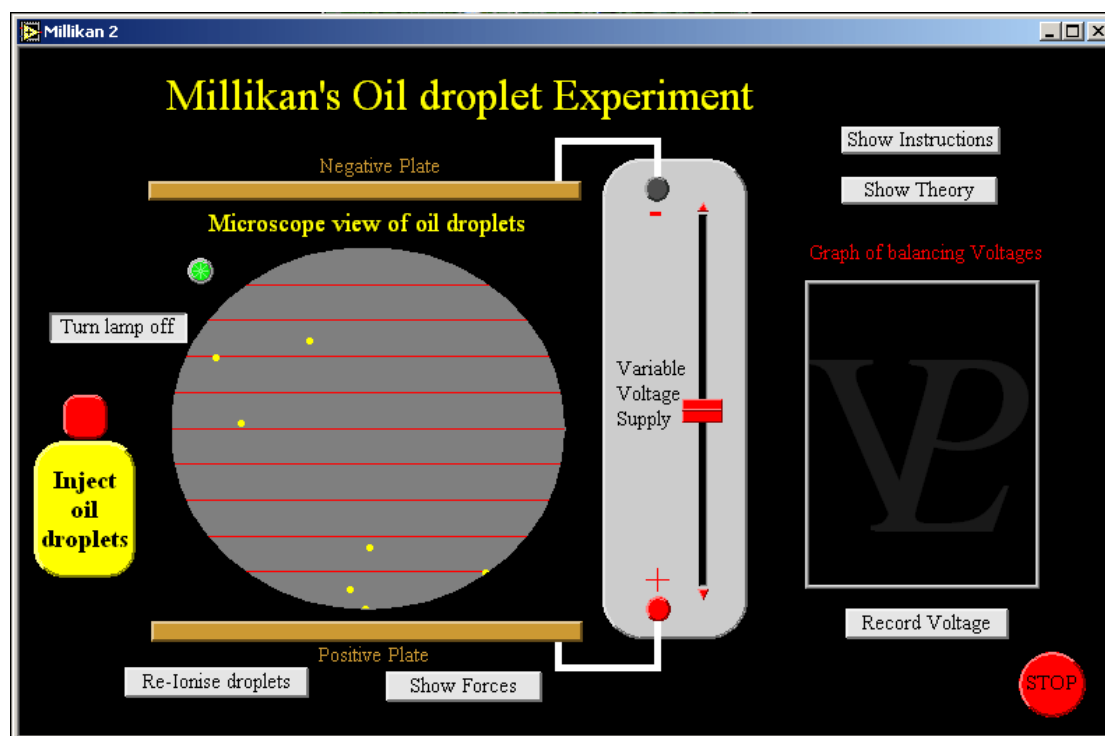 Millikan 2
Millikan's Oil droplet Experiment
Show Instructions
Negative Plate
Show Theory
Microscope view of oil droplets
-
Graph of balancing Voltages
Turn lamp off
Variable
Voltage
Supply
VPL
Inject
oil
droplets
+
Record Voltage
Positive Plate
Re-Ionise droplets
Show Forces
STOP